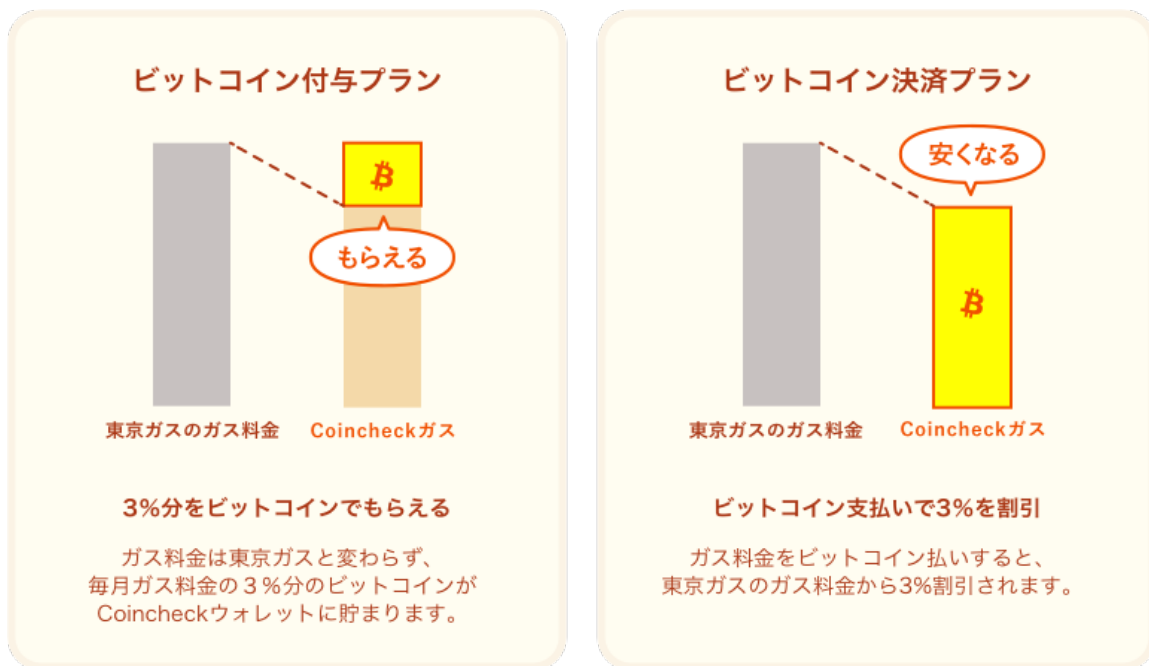 ビットコイン付与プラン
もらえる
東京ガスのガス料金
Coincheckガス
3%分をビットコインでもらえる
ガス料金は東京ガスと変わらず、
毎月ガス料金の３%分のビットコインが
Coincheckウォレットに貯まります。
ビットコイン決済プラン
安くなる
東京ガスのガス料金
Coincheckガス
ビットコイン支払いで3%を割引
ガス料金をビットコイン払いすると、
東京ガスのガス料金から3%割引されます。